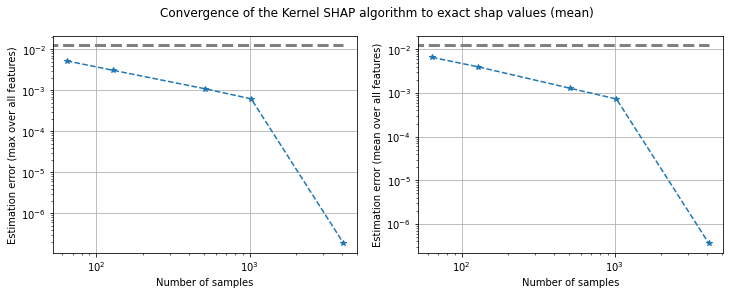 Convergence of the Kernel SHAP algorithm to exact shap values (mean)
Estimation error (max over all features)
10⁻²
10⁻³
10⁻⁴
10⁻⁵
10⁻⁶
10²
10³
Number of samples
Estimation error (mean over all features)
10⁻²
10⁻³
10⁻⁴
10⁻⁵
10⁻⁶
10²
10³
Number of samples